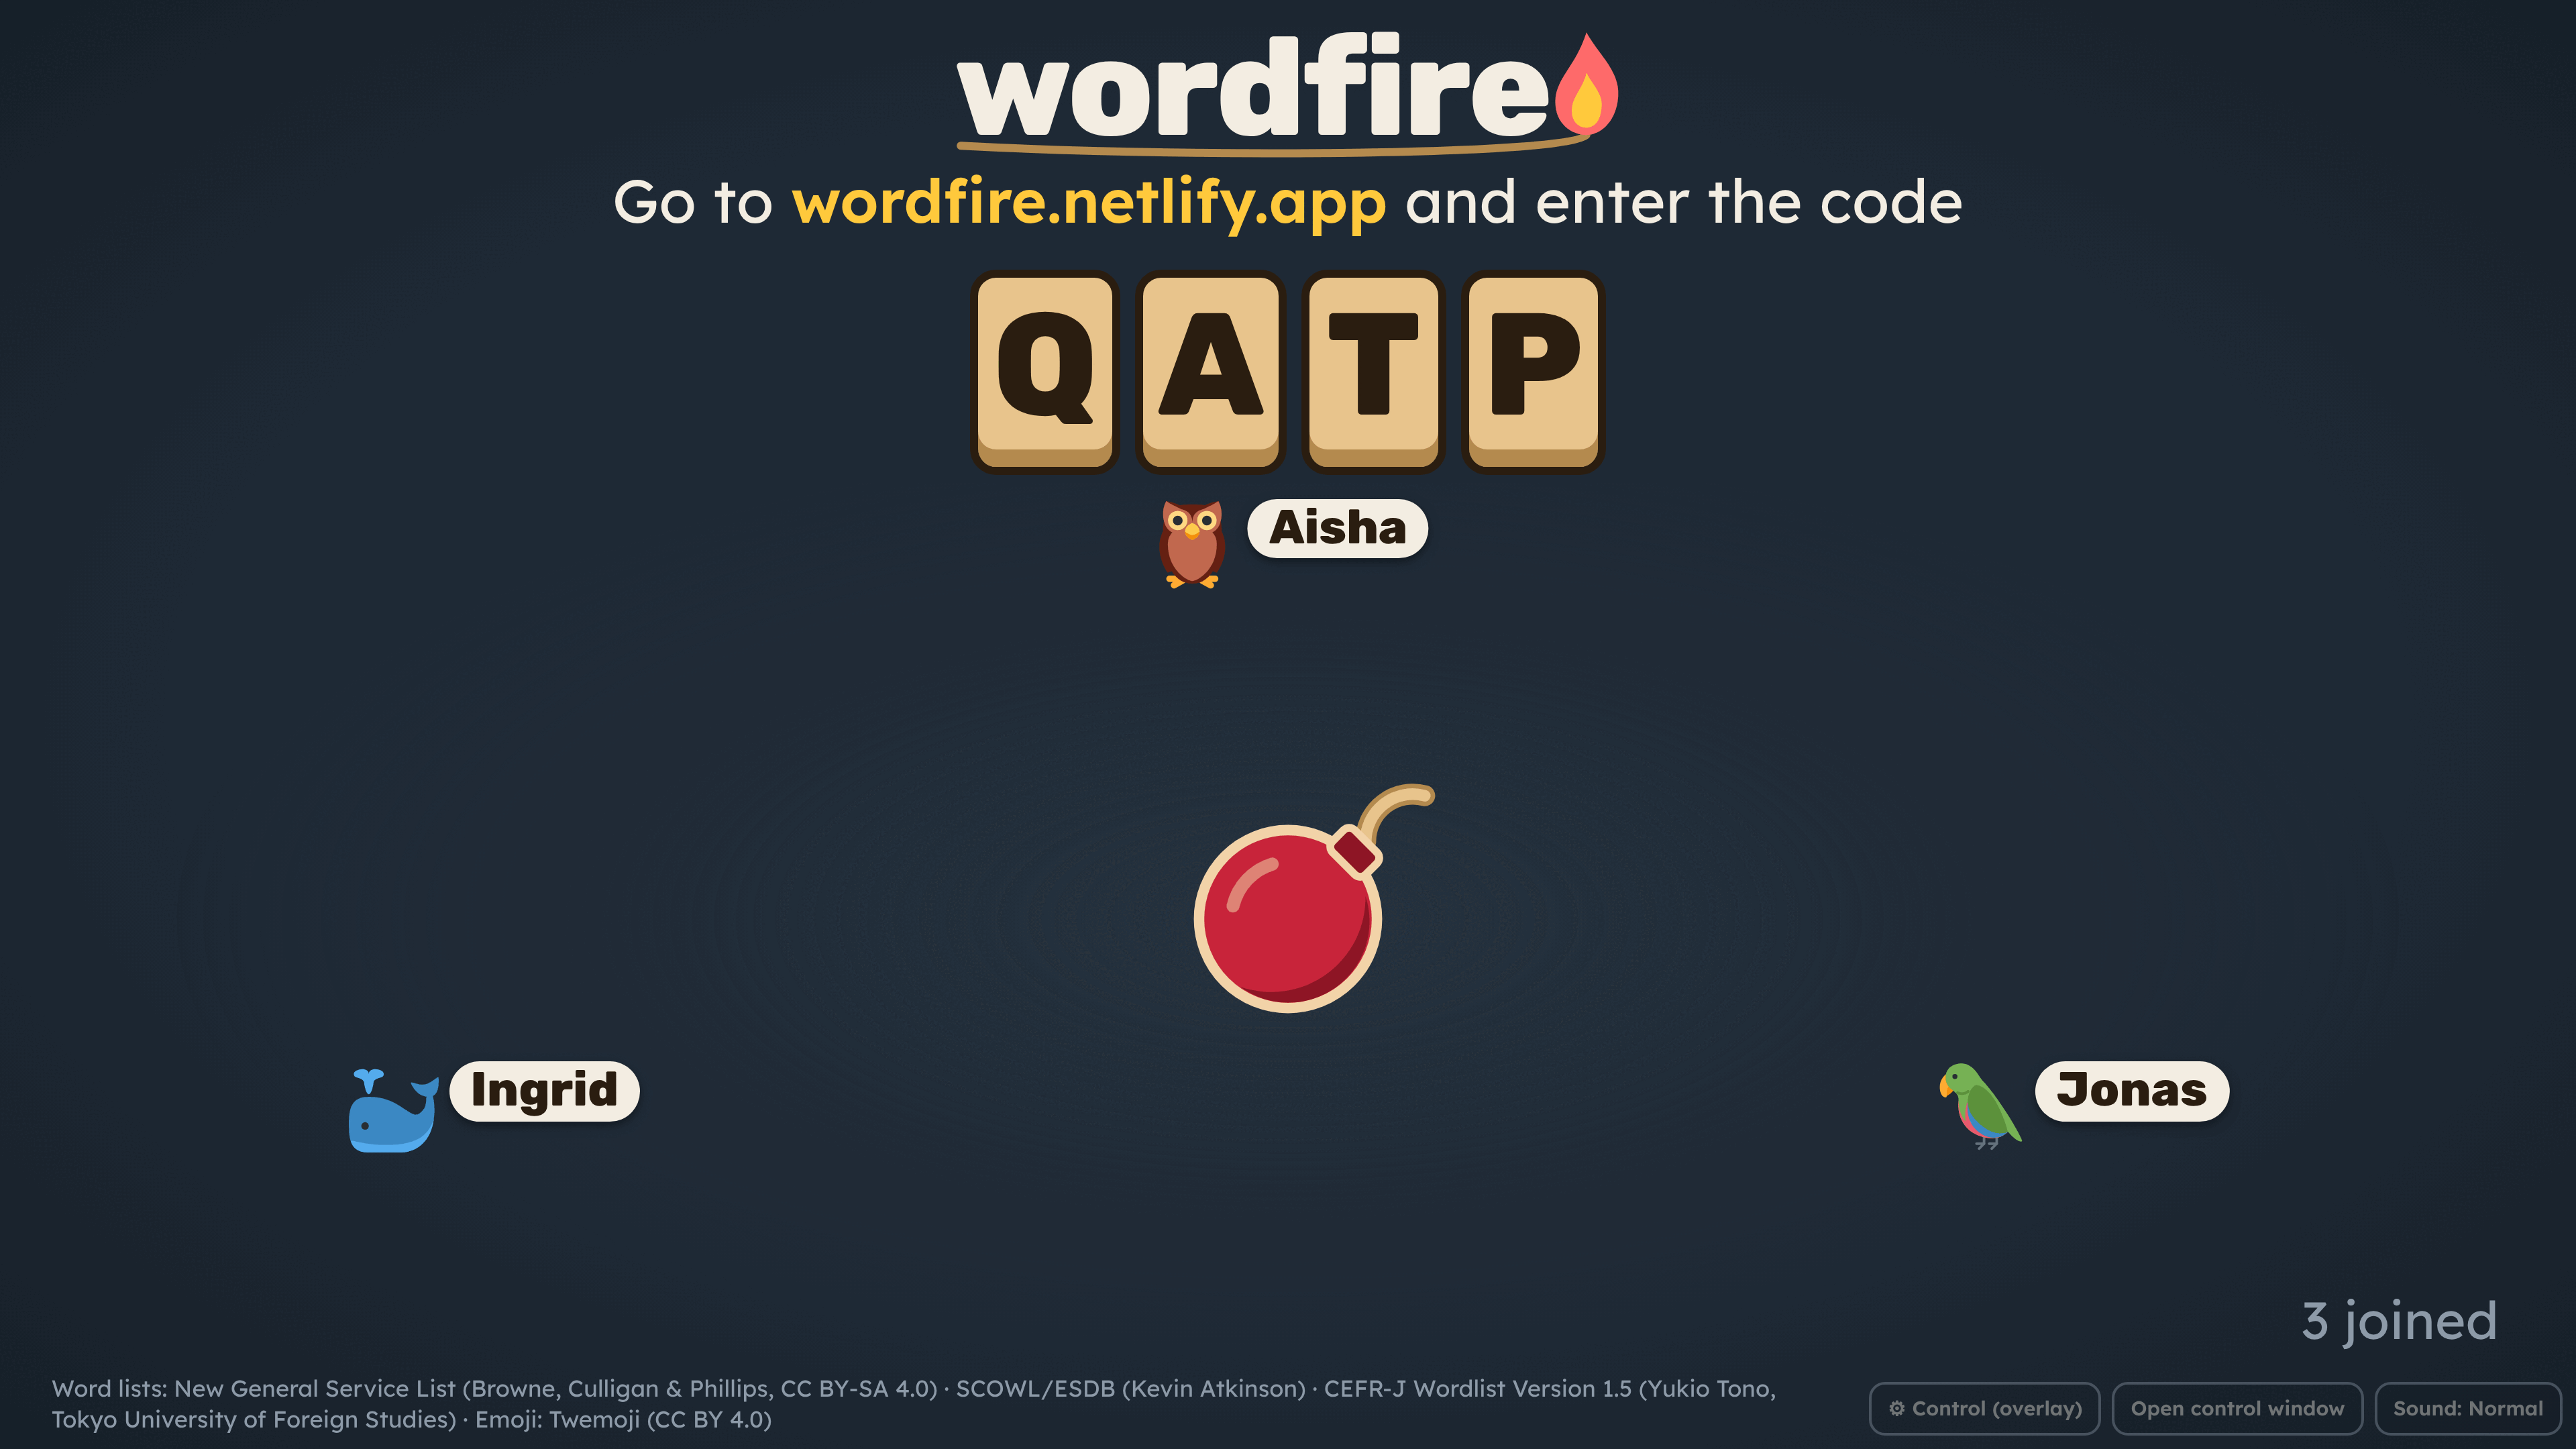 wordfire
Go to wordfire.netlify.app and enter the code
QATP
Aisha
Ingrid
Jonas
3 joined
Word lists: New General Service List (Browne, Culligan & Phillips, CC BY-SA 4.0) · SCOWL/ESDB (Kevin Atkinson) · CEFR-J Wordlist Version 1.5 (Yukio Tono,
Tokyo University of Foreign Studies) · Emoji: Twemoji (CC BY 4.0)
⚙ Control (overlay)
Open control window
Sound: Normal